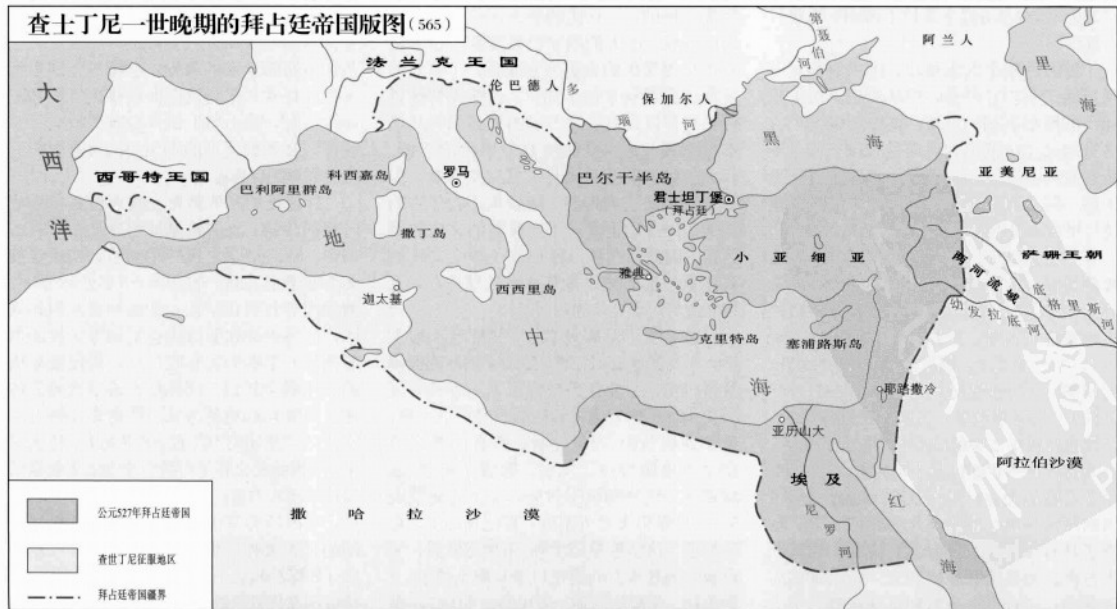 查士丁尼一世晚期的拜占廷帝国版图(565)
大西洋
法兰克王国
伦巴德人
多
瑙
河
保加尔人
第聂伯河
阿兰人
里
海
黑
海
西哥特王国
巴利阿里群岛
科西嘉岛
罗马
巴尔干半岛
君士坦丁堡
(拜占廷)
亚美尼亚
地
撒丁岛
雅典
小亚细亚
两河流域
萨珊王朝
迦太基
西西里岛
幼发拉底河
底格里斯河
中
克里特岛
塞浦路斯岛
海
耶路撒冷
亚历山大
阿拉伯沙漠
埃及
尼罗河
红
海
撒哈拉沙漠
公元527年拜占廷帝国
查世丁尼征服地区
拜占廷帝国疆界